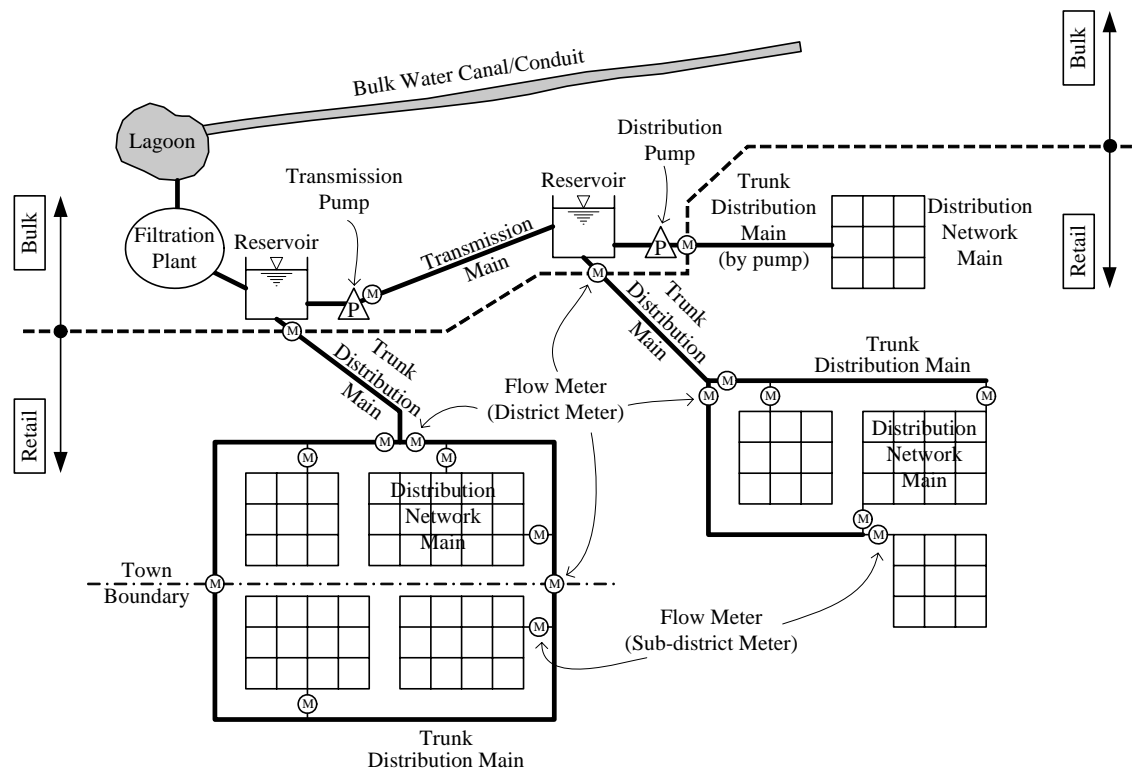 Bulk
Bulk Water Canal/Conduit
Lagoon
Distribution
Pump
Transmission
Pump
Reservoir
Trunk
Distribution
Main
(by pump)
Distribution
Network
Main
Retail
Bulk
Filtration
Plant
Reservoir
P
M
Transmission
Main
P
M
M
M
Trunk
Distribution
Main
Trunk
Distribution
Main
Retail
Flow Meter
(District Meter)
Trunk
Distribution Main
M
M
M
M
M
M
M
M
Distribution
Network
Main
Distribution
Network
Main
M
M
M
M
Town
Boundary
M
M
Flow Meter
(Sub-district Meter)
M
M
Trunk
Distribution Main